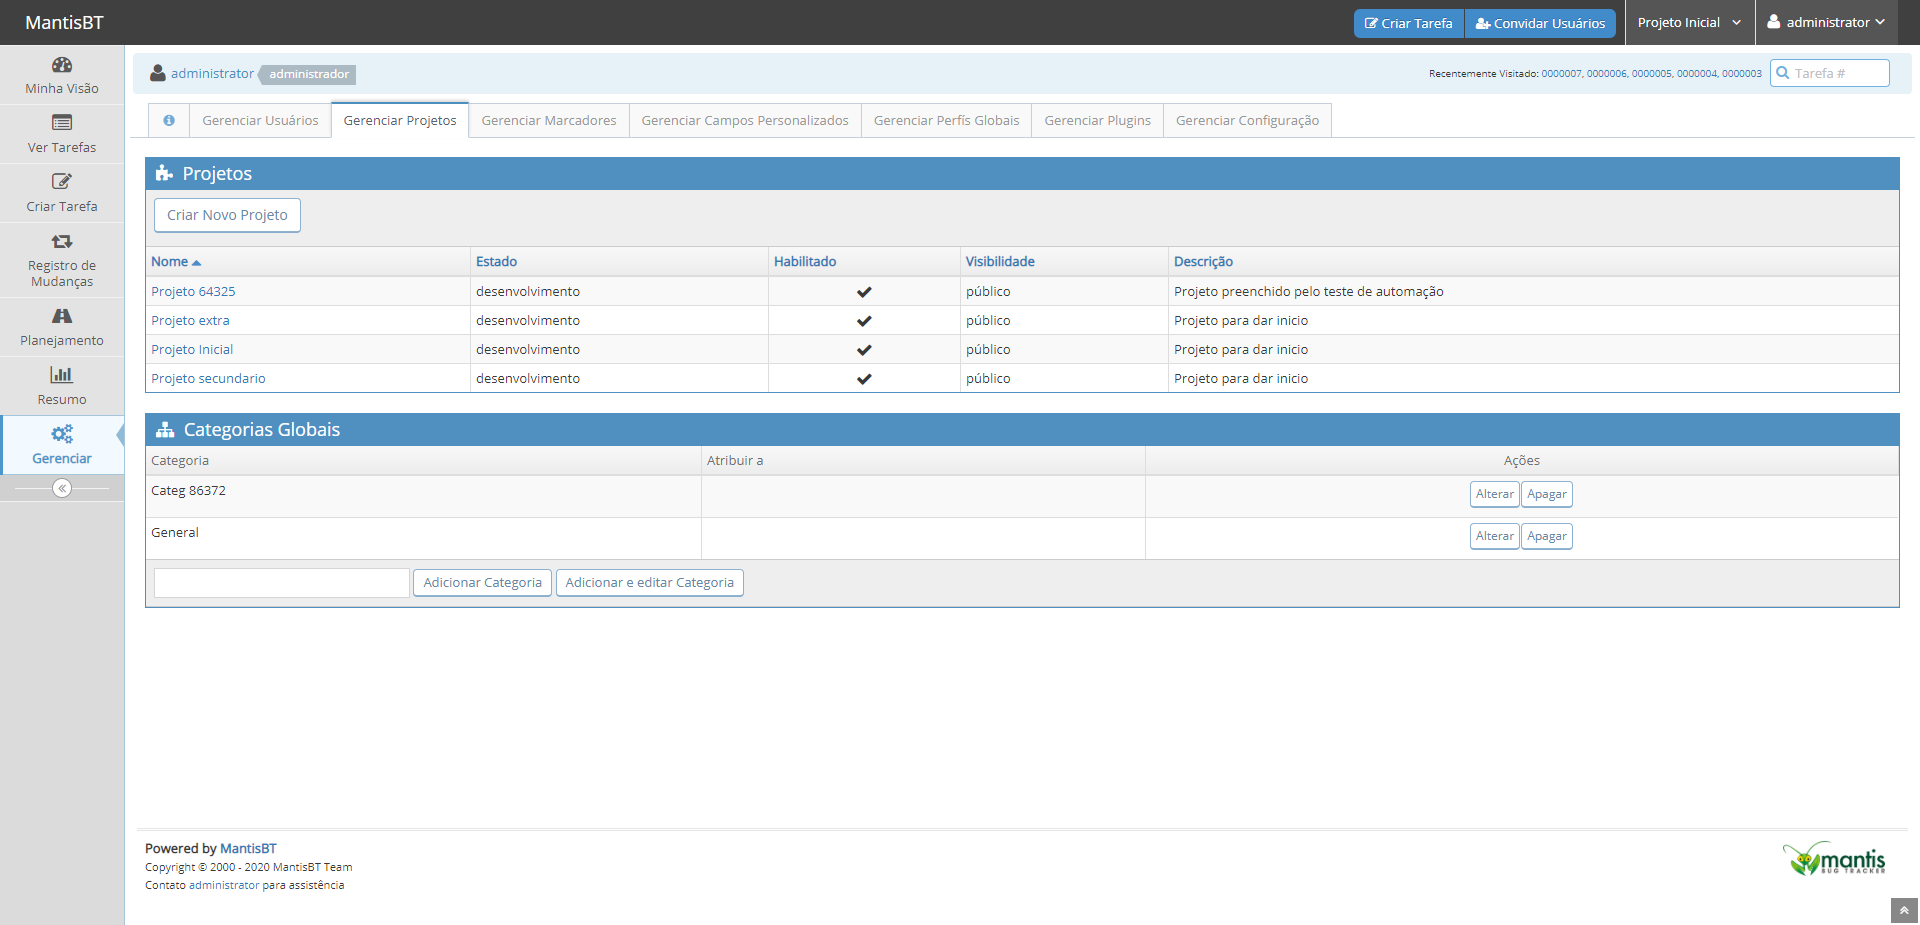 MantisBT
Criar Tarefa
Convidar Usuários
Projeto Inicial
administrator
Minha Visão
Ver Tarefas
Criar Tarefa
Registro de
Mudanças
Planejamento
Resumo
Gerenciar
administrator administrador
Recentemente Visitado: 0000007, 0000006, 0000005, 0000004, 0000003
Tarefa #
Gerenciar Usuários
Gerenciar Projetos
Gerenciar Marcadores
Gerenciar Campos Personalizados
Gerenciar Perfís Globais
Gerenciar Plugins
Gerenciar Configuração
Projetos
Criar Novo Projeto
Nome Estado Habilitado Visibilidade Descrição
Projeto 64325 desenvolvimento público Projeto preenchido pelo teste de automação
Projeto extra desenvolvimento público Projeto para dar inicio
Projeto Inicial desenvolvimento público Projeto para dar inicio
Projeto secundario desenvolvimento público Projeto para dar inicio
Categorias Globais
Categoria Atribuir a Ações
Categ 86372 Alterar Apagar
General Alterar Apagar
Adicionar Categoria Adicionar e editar Categoria
Powered by MantisBT
Copyright © 2000 - 2020 MantisBT Team
Contato administrator para assistência
mantis
BUG TRACKER